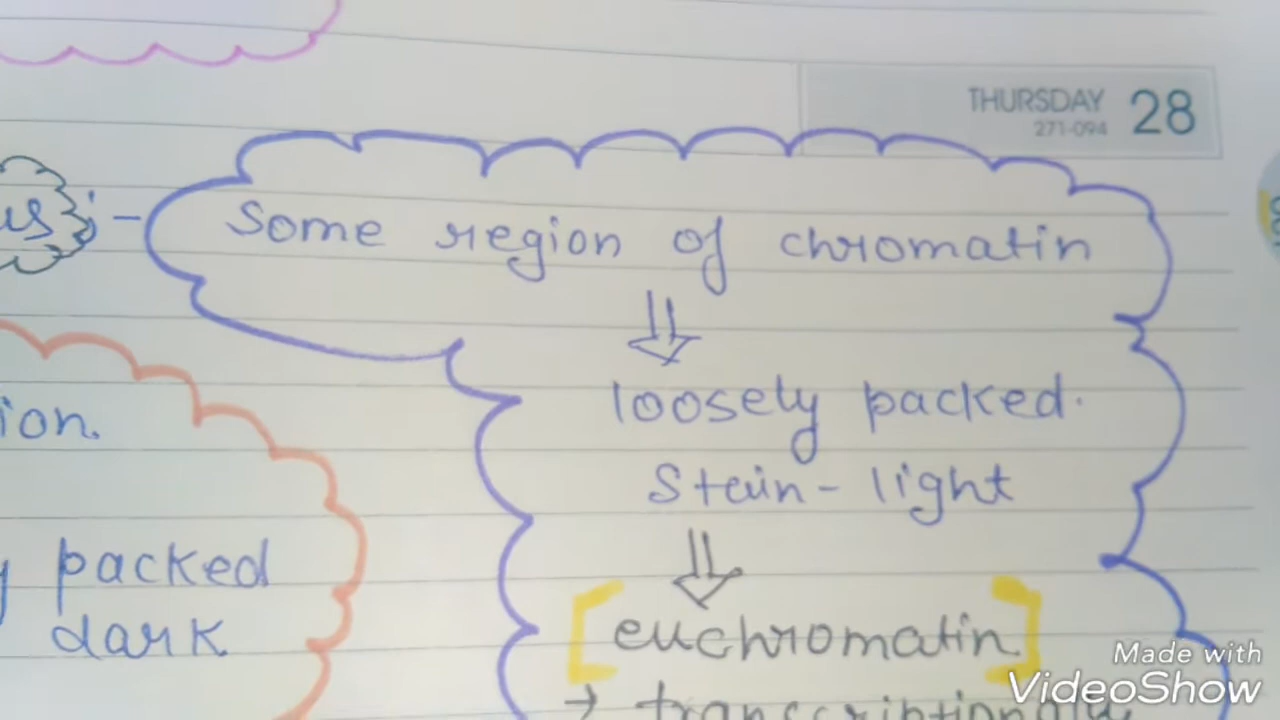 THURSDAY 28
271-094
Some region of chromatin
loosely packed.
Stain - light
[euchromatin]
ion.
packed
dark
Made with
VideoShow